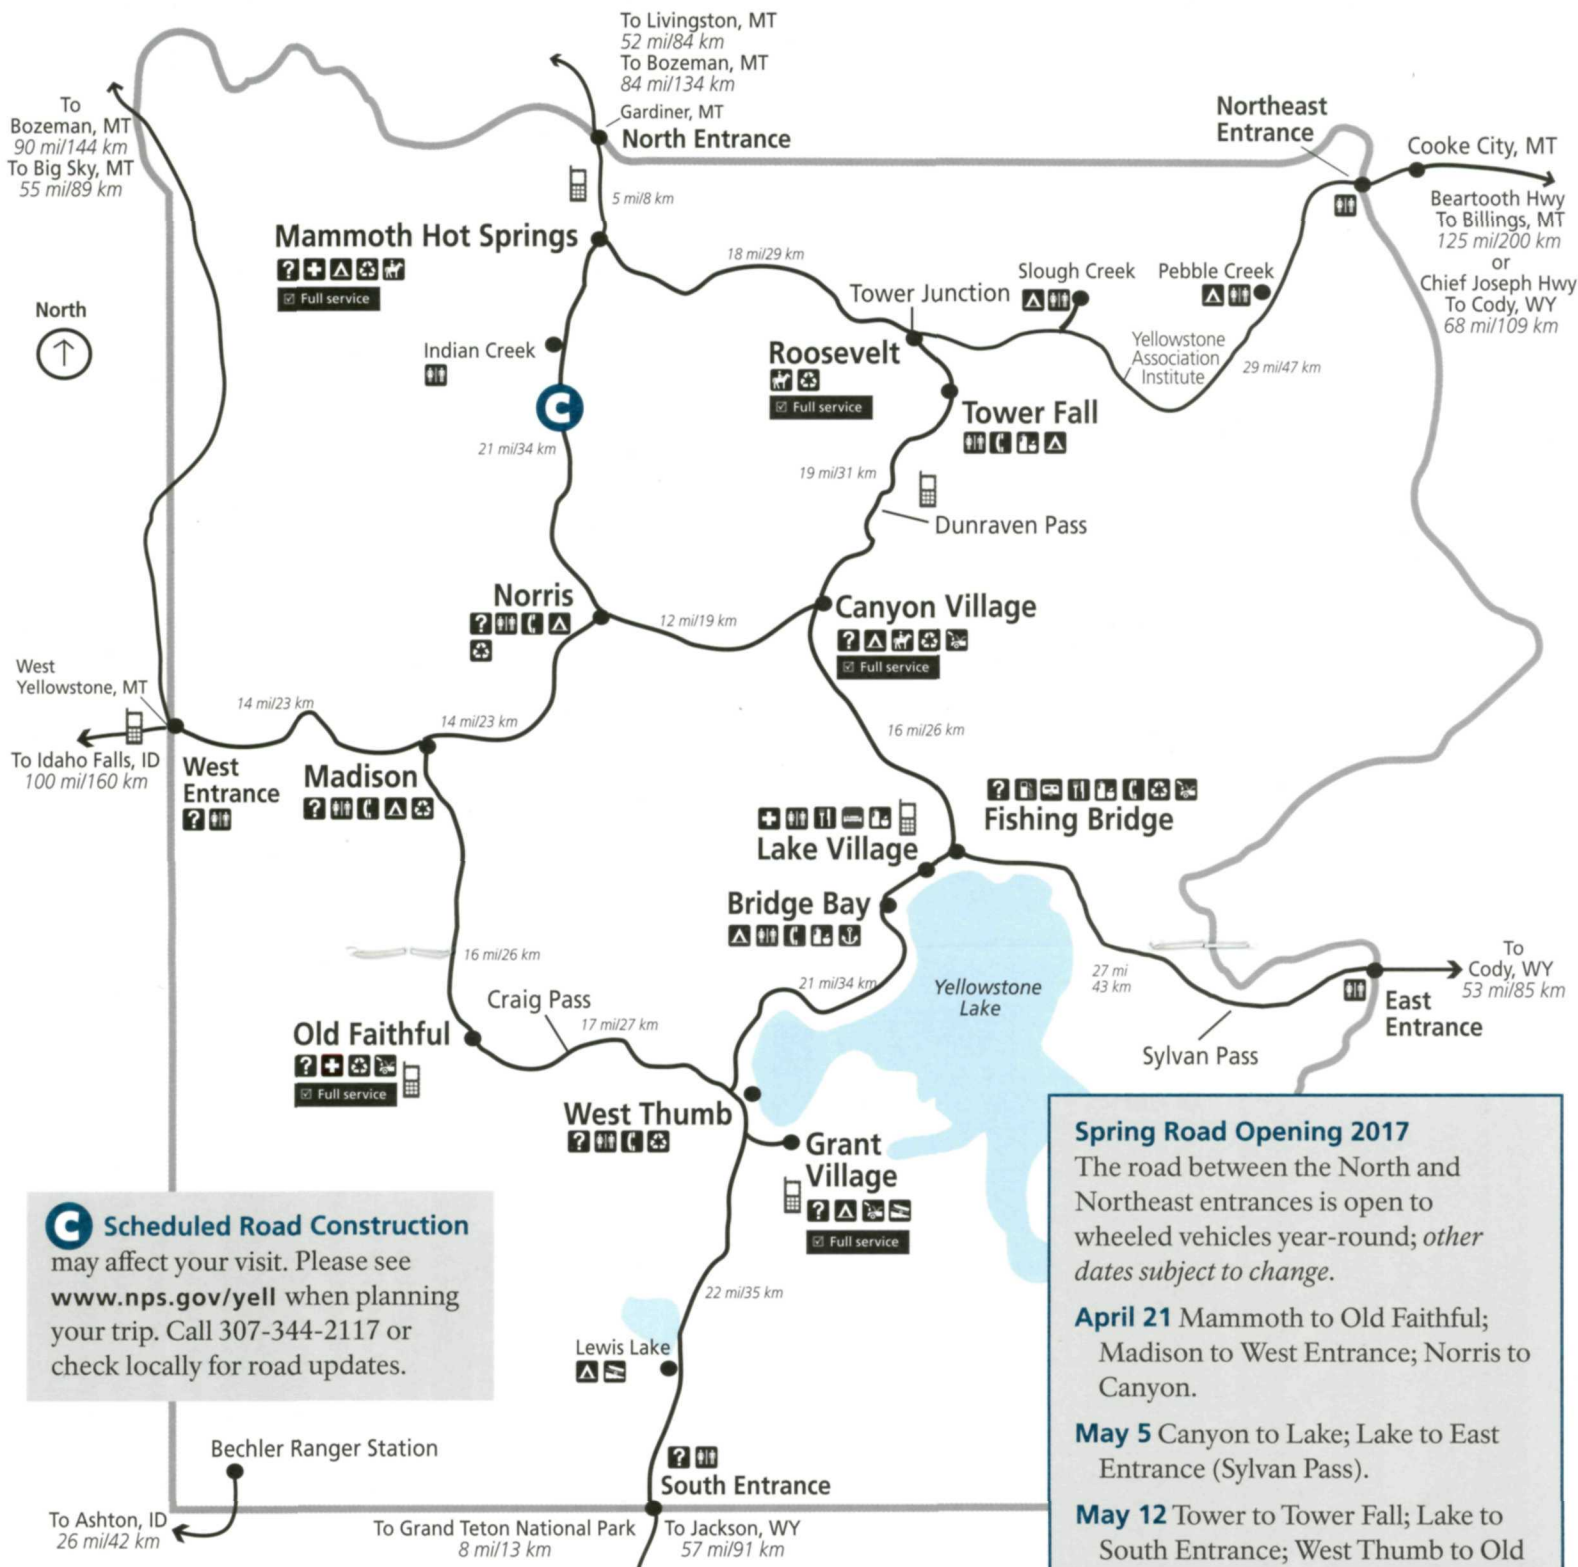 To Livingston, MT
52 mi/84 km
To Bozeman, MT
84 mi/134 km
Gardiner, MT
North Entrance
To
Bozeman, MT
90 mi/144 km
To Big Sky, MT
55 mi/89 km
Northeast
Entrance
Cooke City, MT
Beartooth Hwy
To Billings, MT
125 mi/200 km
or
Chief Joseph Hwy
To Cody, WY
68 mi/109 km
5 mi/8 km
Mammoth Hot Springs
? 
Full service
18 mi/29 km
Slough Creek
Pebble Creek
Tower Junction
North
Indian Creek
Roosevelt
Full service
Yellowstone
Association
Institute
29 mi/47 km
C
Tower Fall
21 mi/34 km
19 mi/31 km
Dunraven Pass
Norris
?
12 mi/19 km
Canyon Village
?
Full service
West
Yellowstone, MT
14 mi/23 km
14 mi/23 km
16 mi/26 km
To Idaho Falls, ID
100 mi/160 km
West
Entrance
?
Madison
?
?
Fishing Bridge
Lake Village
Bridge Bay
16 mi/26 km
21 mi/34 km
Yellowstone
Lake
27 mi
43 km
To
Cody, WY
53 mi/85 km
East
Entrance
Craig Pass
17 mi/27 km
Old Faithful
?
Full service
Sylvan Pass
West Thumb
?
Grant
Village
?
Full service
C Scheduled Road Construction
may affect your visit. Please see
www.nps.gov/yell when planning
your trip. Call 307-344-2117 or
check locally for road updates.
22 mi/35 km
Lewis Lake
Bechler Ranger Station
?
South Entrance
To Ashton, ID
26 mi/42 km
To Grand Teton National Park
8 mi/13 km
To Jackson, WY
57 mi/91 km
Spring Road Opening 2017
The road between the North and
Northeast entrances is open to
wheeled vehicles year-round; other
dates subject to change.
April 21 Mammoth to Old Faithful;
Madison to West Entrance; Norris to
Canyon.
May 5 Canyon to Lake; Lake to East
Entrance (Sylvan Pass).
May 12 Tower to Tower Fall; Lake to
South Entrance; West Thumb to Old